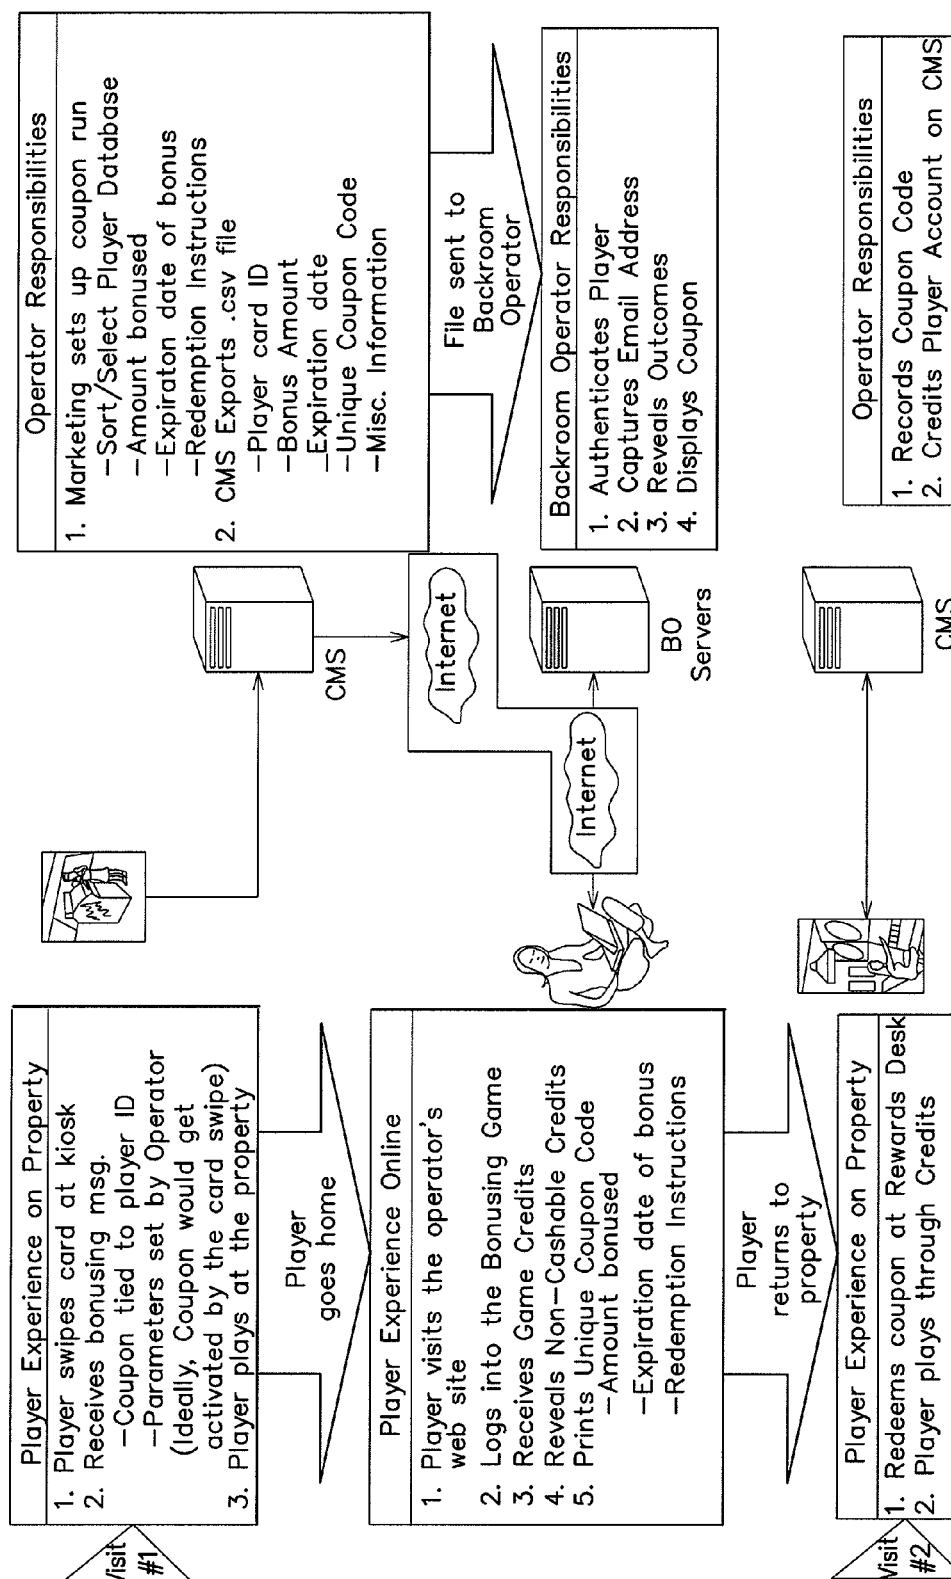 Visit
#1
Player Experience on Property
1. Player swipes card at kiosk
2. Receives bonusing msg.
–Coupon tied to player ID
–Parameters set by Operator
(Ideally, Coupon would get
activated by the card swipe)
3. Player plays at the property
Player
goes home
Player Experience Online
1. Player visits the operator's
web site
2. Logs into the Bonusing Game
3. Receives Game Credits
4. Reveals Non–Cashable Credits
5. Prints Unique Coupon Code
–Amount bonused
–Expiration date of bonus
–Redemption Instructions
Player
returns to
property
Visit
#2
Player Experience on Property
1. Redeems coupon at Rewards Desk
2. Player plays through Credits
CMS
Internet
Internet
BO
Servers
CMS
Operator Responsibilities
1. Marketing sets up coupon run
–Sort/Select Player Database
–Amount bonused
–Expiraton date of bonus
–Redemption Instructions
2. CMS Exports .csv file
–Player card ID
–Bonus Amount
–Expiration date
–Unique Coupon Code
–Misc. Information
File sent to
Backroom
Operator
Backroom Operator Responsibilities
1. Authenticates Player
2. Captures Email Address
3. Reveals Outcomes
4. Displays Coupon
Operator Responsibilities
1. Records Coupon Code
2. Credits Player Account on CMS